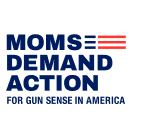 MOMS
DEMAND
ACTION
FOR GUN SENSE IN AMERICA